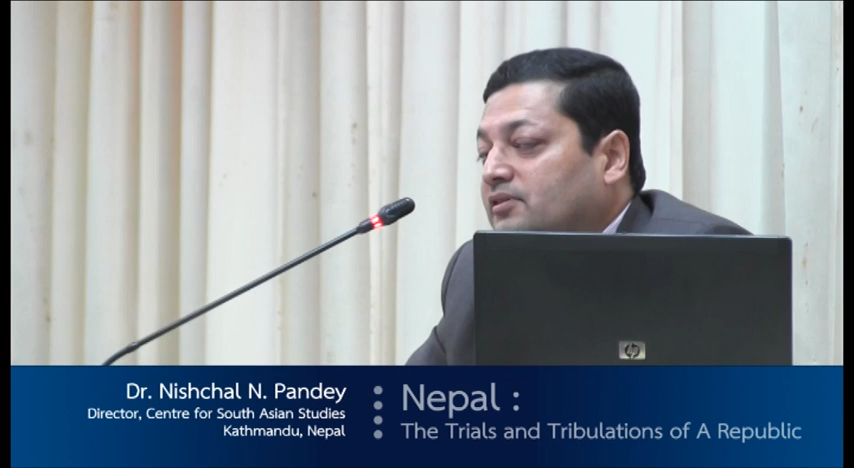 hp
Dr. Nishchal N. Pandey
Director, Centre for South Asian Studies
Kathmandu, Nepal
Nepal :
The Trials and Tribulations of A Republic